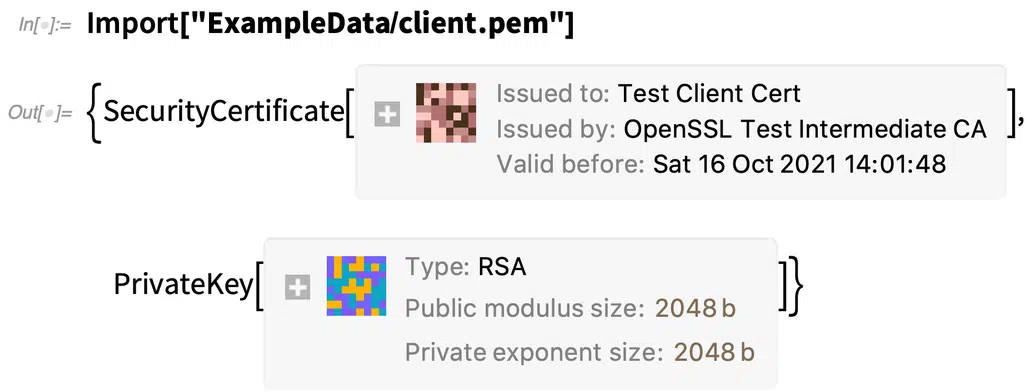 In[•]:= Import["ExampleData/client.pem"]
Out[•]= {SecurityCertificate[
Issued to: Test Client Cert
Issued by: OpenSSL Test Intermediate CA
Valid before: Sat 16 Oct 2021 14:01:48
],
PrivateKey[
Type: RSA
Public modulus size: 2048 b
Private exponent size: 2048 b
]}